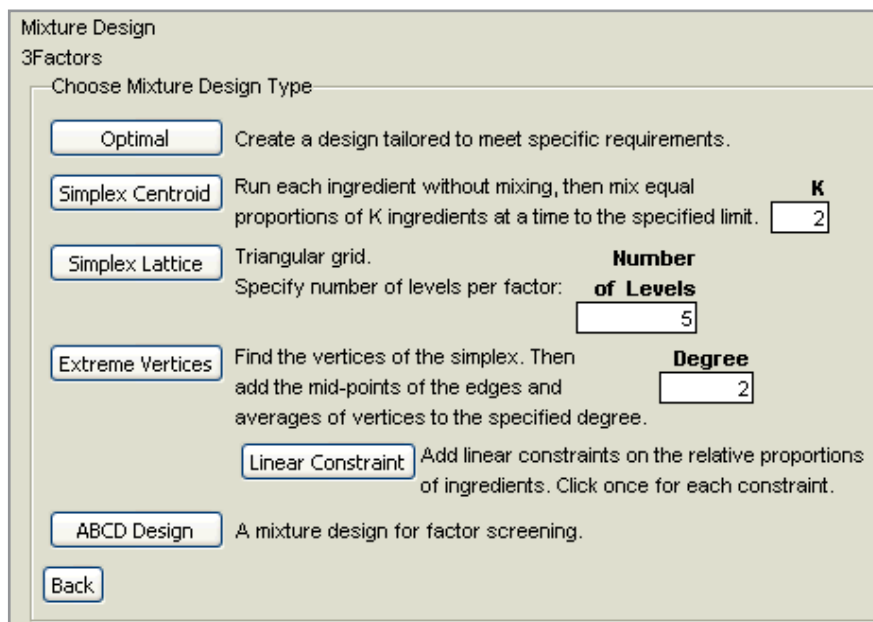 Mixture Design
3Factors
Choose Mixture Design Type
Optimal Create a design tailored to meet specific requirements.
Simplex Centroid Run each ingredient without mixing, then mix equal K
proportions of K ingredients at a time to the specified limit. 2
Simplex Lattice Triangular grid. Number
Specify number of levels per factor: of Levels
5
Extreme Vertices Find the vertices of the simplex. Then Degree
add the mid-points of the edges and 2
averages of vertices to the specified degree.
Linear Constraint Add linear constraints on the relative proportions
of ingredients. Click once for each constraint.
ABCD Design A mixture design for factor screening.
Back